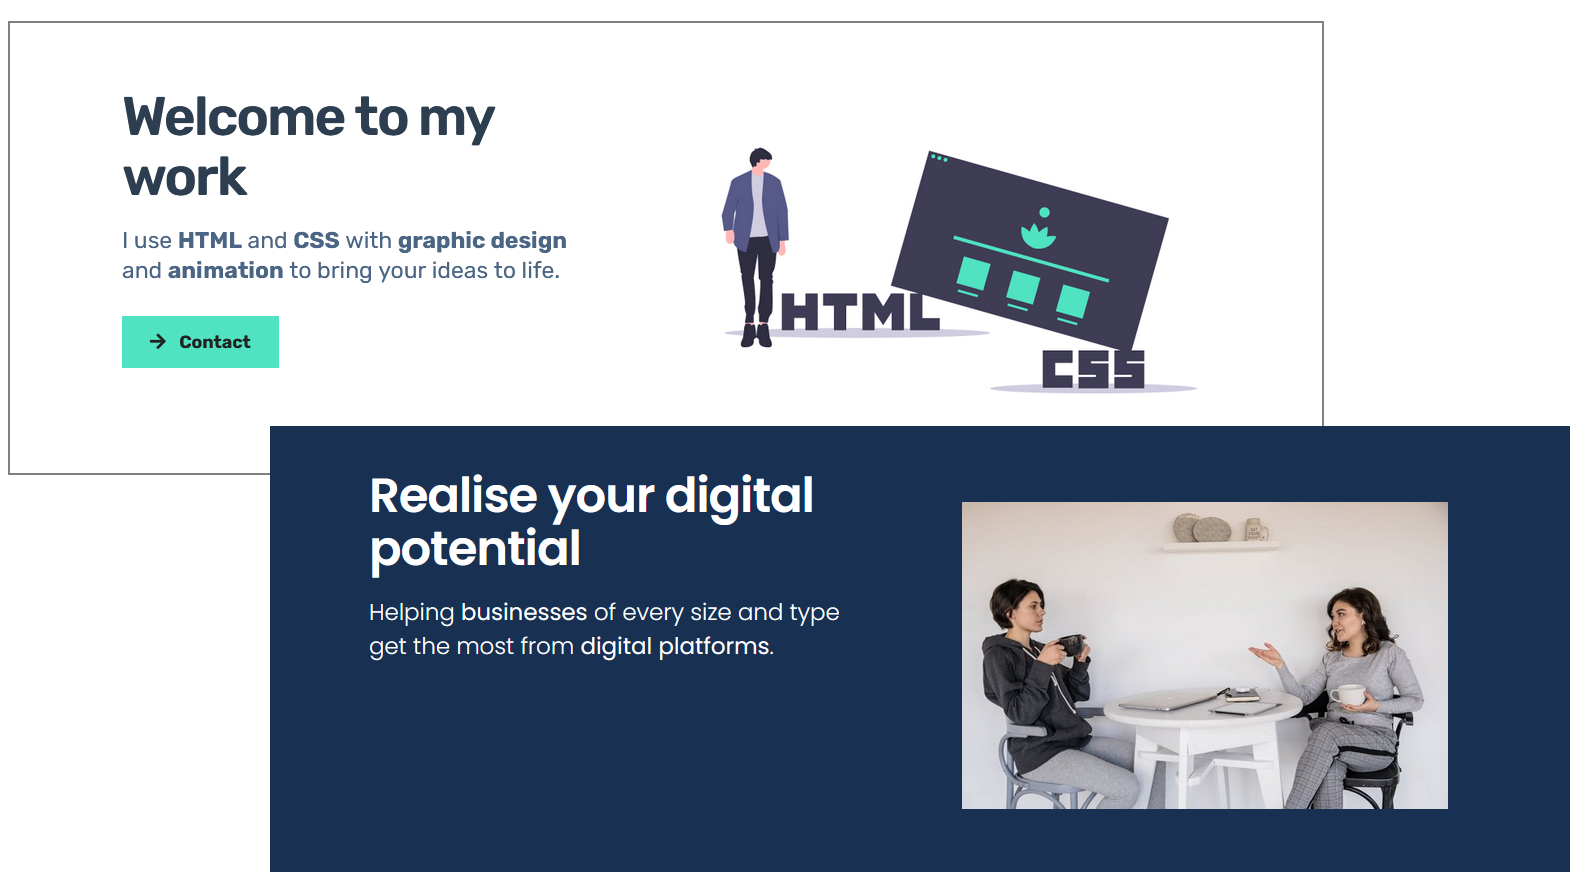 Welcome to my
work
I use HTML and CSS with graphic design
and animation to bring your ideas to life.
Contact
HTML
CSS
Realise your digital
potential
Helping businesses of every size and type
get the most from digital platforms.